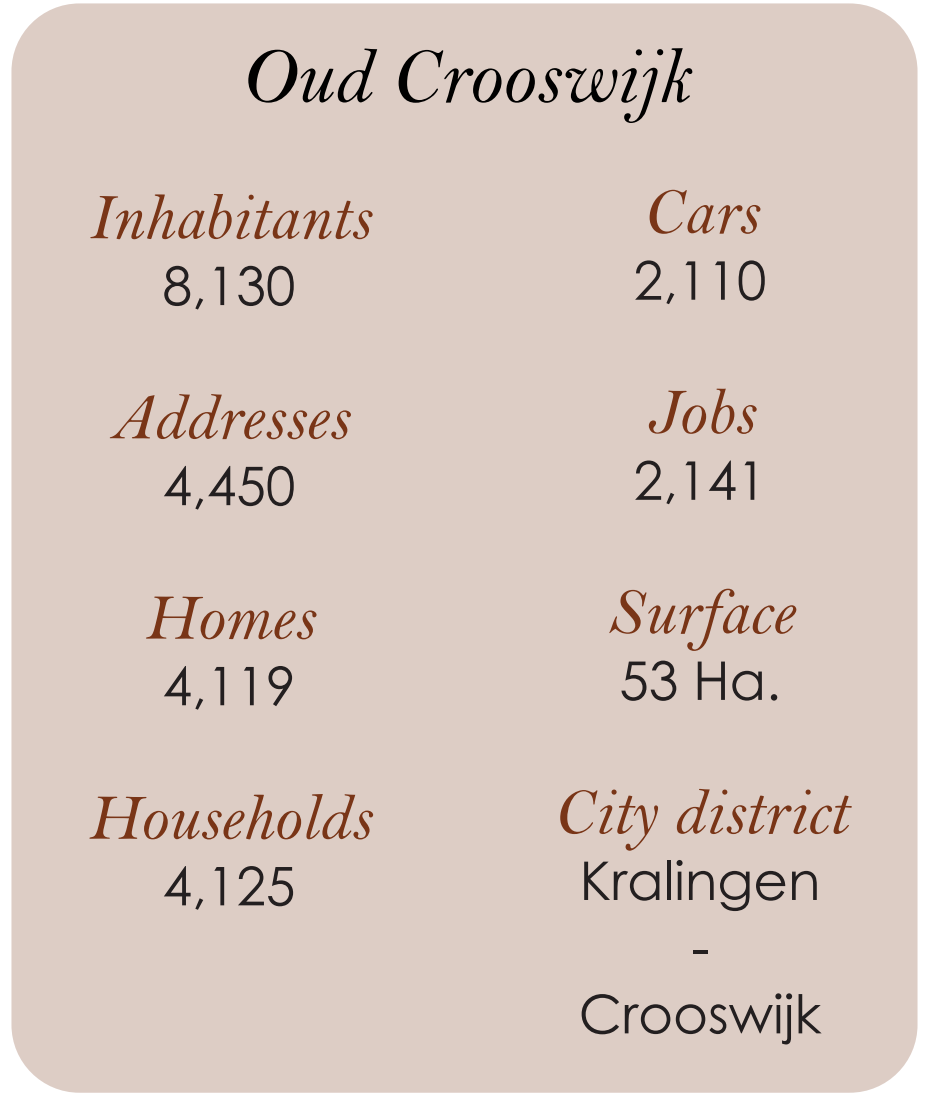 Oud Crooswijk
Inhabitants
8,130
Addresses
4,450
Homes
4,119
Households
4,125
Cars
2,110
Jobs
2,141
Surface
53 Ha.
City district
Kralingen
-
Crooswijk